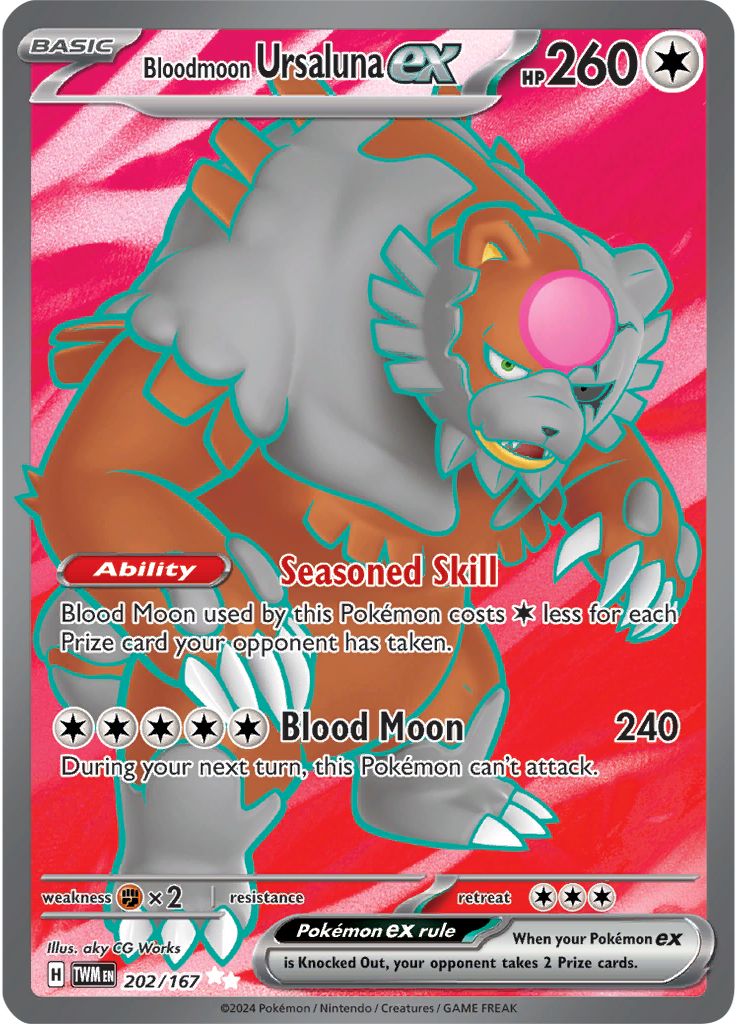 BASIC
Bloodmoon Ursaluna ex HP 260
Ability Seasoned Skill
Blood Moon used by this Pokémon costs less for each
Prize card your opponent has taken.
Blood Moon 240
During your next turn, this Pokémon can't attack.
weakness ×2 resistance retreat
Illus. aky CG Works
Pokémon ex rule
When your Pokémon ex
is Knocked Out, your opponent takes 2 Prize cards.
H TWM EN 202/167
©2024 Pokémon / Nintendo / Creatures / GAME FREAK